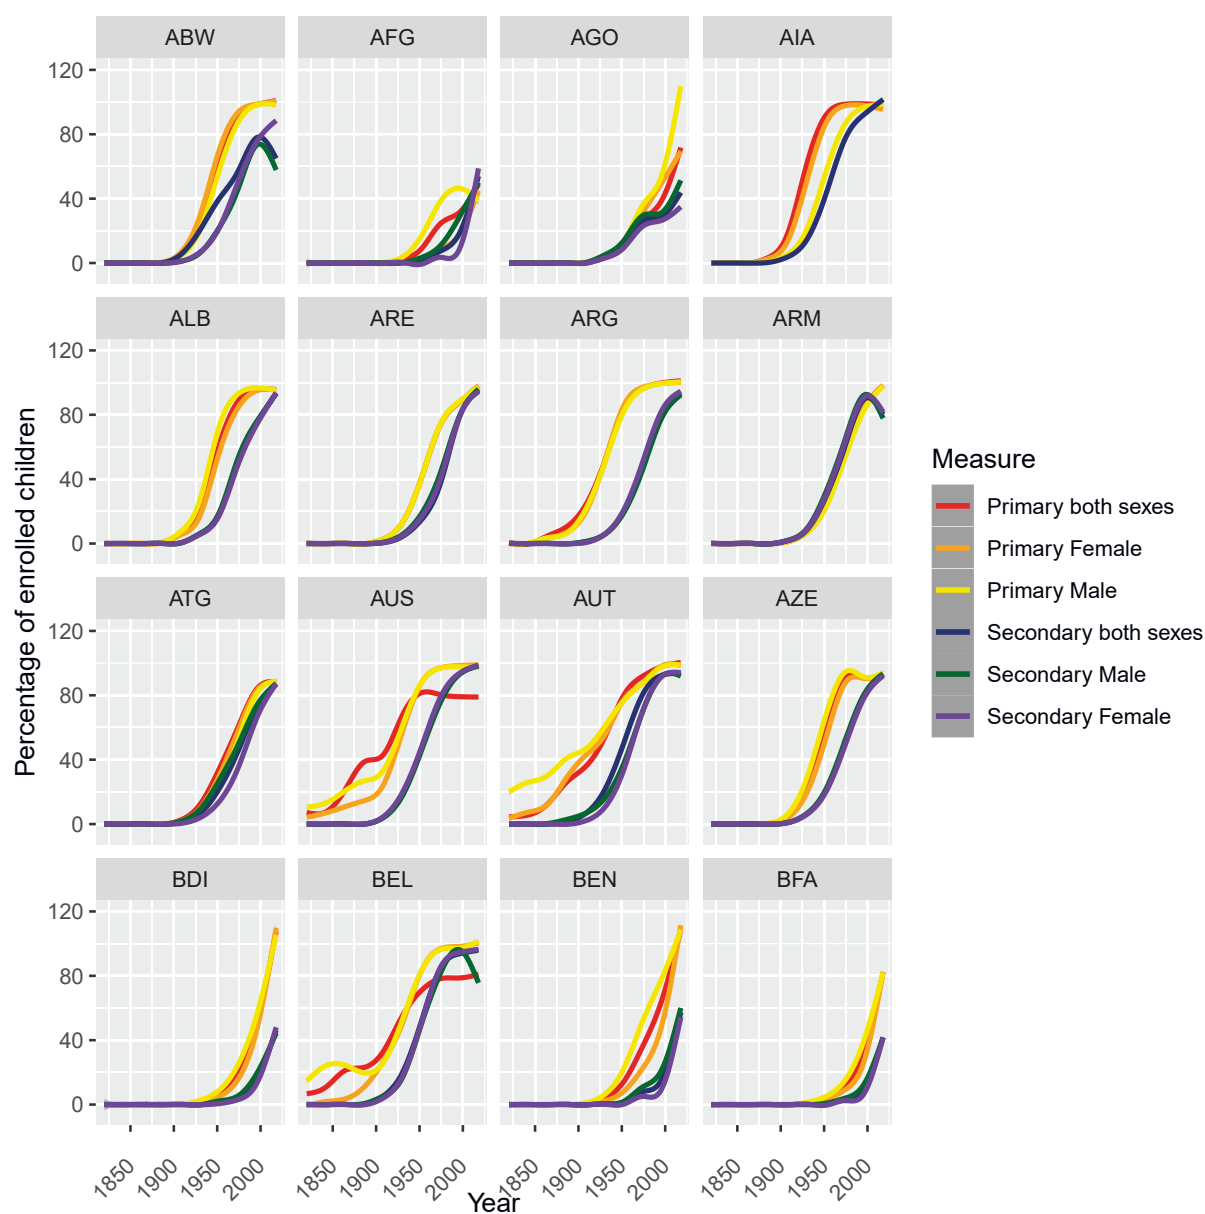 ABW AFG AGO AIA
120
80
40
0
ALB ARE ARG ARM
120
80
40
0
ATG AUS AUT AZE
120
80
40
0
BDI BEL BEN BFA
120
80
40
0
1850 1900 1950 2000 1850 1900 1950 2000 1850 1900 1950 2000 1850 1900 1950 2000
Year
Percentage of enrolled children
Measure
Primary both sexes
Primary Female
Primary Male
Secondary both sexes
Secondary Male
Secondary Female